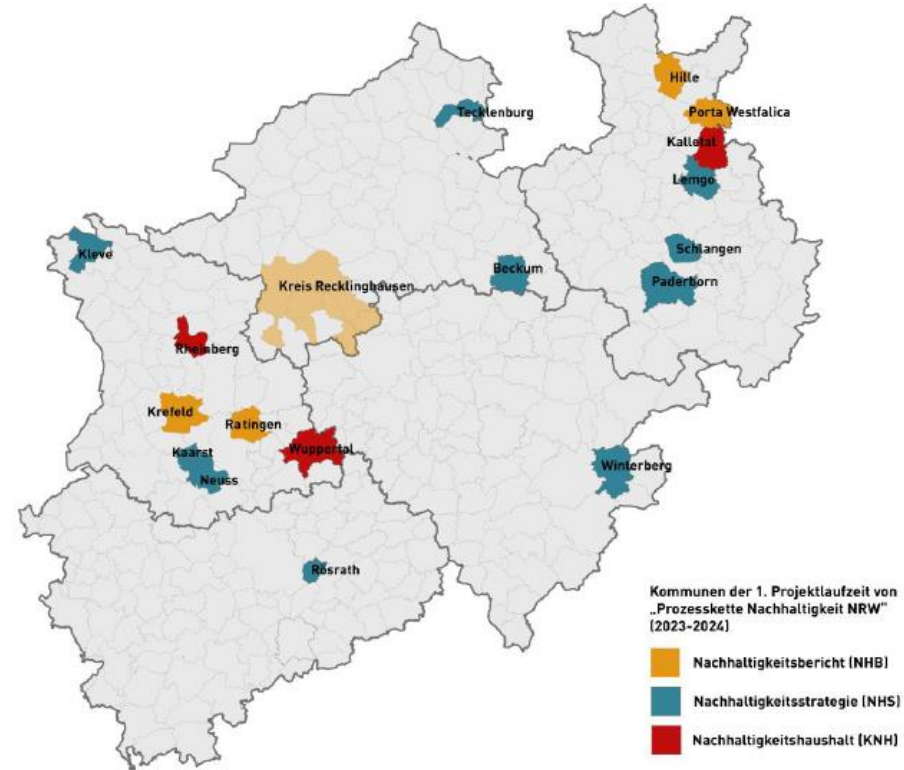 Hille
Porta Westfalica
Tecklenburg
Kalletal
Lemgo
Kleve
Schlangen
Beckum
Paderborn
Kreis Recklinghausen
Rheinberg
Krefeld
Ratingen
Kaarst
Wuppertal
Neuss
Winterberg
Rösrath
Kommunen der 1. Projektlaufzeit von
„Prozesskette Nachhaltigkeit NRW“
(2023-2024)
Nachhaltigkeitsbericht (NHB)
Nachhaltigkeitsstrategie (NHS)
Nachhaltigkeitshaushalt (KNH)